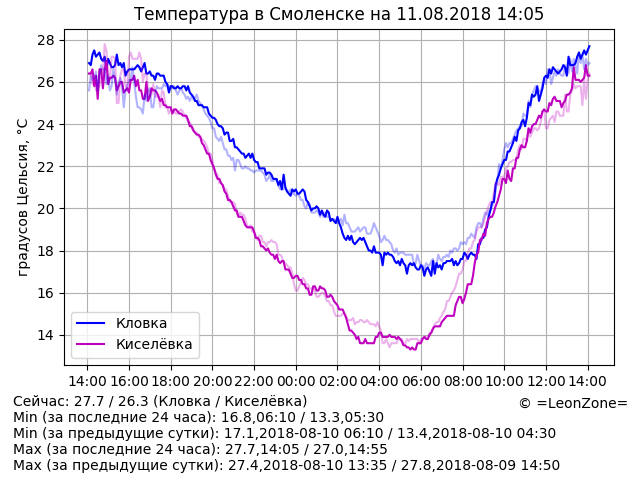 Температура в Смоленске на 11.08.2018 14:05
градусов Цельсия, °C
28
26
24
22
20
18
16
14
Кловка
Киселёвка
14:00 16:00 18:00 20:00 22:00 00:00 02:00 04:00 06:00 08:00 10:00 12:00 14:00
Сейчас: 27.7 / 26.3 (Кловка / Киселёвка)
© =LeonZone=
Min (за последние 24 часа): 16.8,06:10 / 13.3,05:30
Min (за предыдущие сутки): 17.1,2018-08-10 06:10 / 13.4,2018-08-10 04:30
Max (за последние 24 часа): 27.7,14:05 / 27.0,14:55
Max (за предыдущие сутки): 27.4,2018-08-10 13:35 / 27.8,2018-08-09 14:50